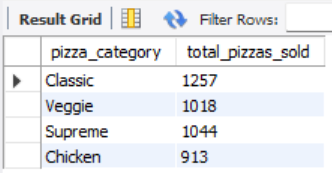 Result Grid Filter Rows:
pizza_category total_pizzas_sold
Classic 1257
Veggie 1018
Supreme 1044
Chicken 913